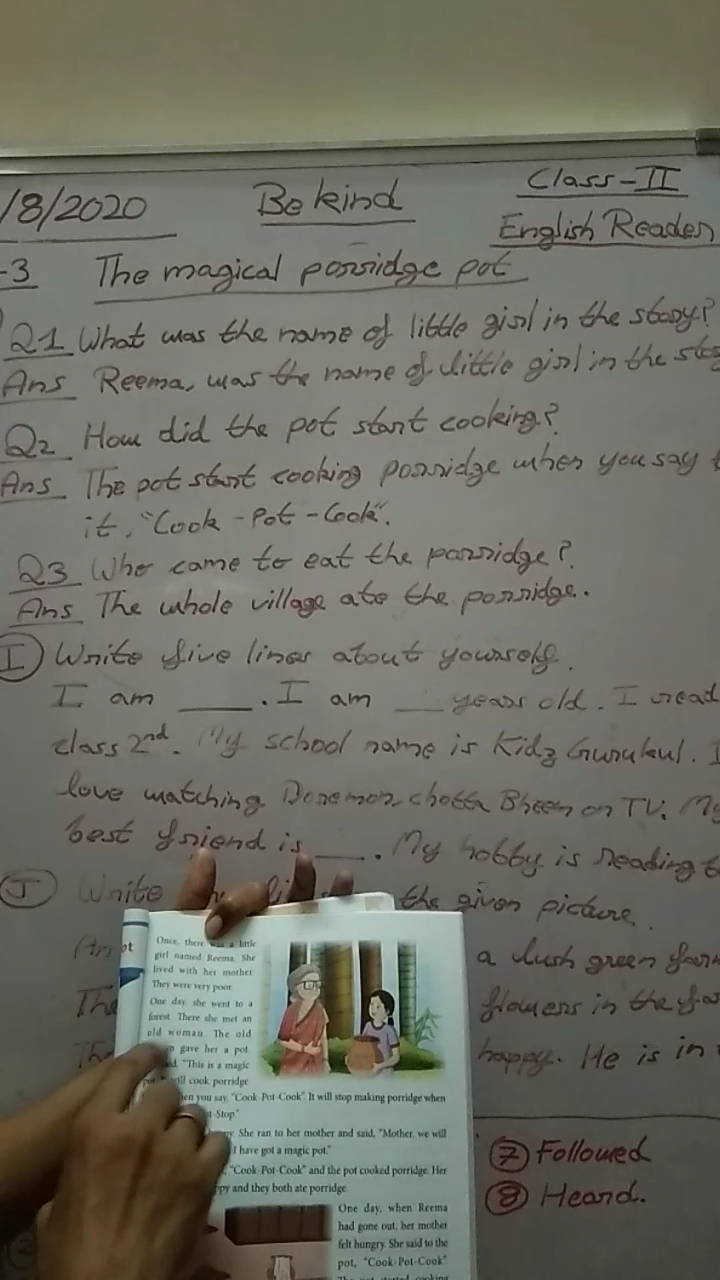 /8/2020
Be kind
Class-II
English Reader
-3 The magical porridge pot
Q1 What was the name of little girl in the story?
Ans Reema, was the name of little girl in the
Q2 How did the pot start cooking?
Ans The pot start cooking porridge when you say
it, "Cook-Pot-Cook".
Q3 Who came to eat the porridge?
Ans The whole village ate the porridge.
I Write five lines about yourself.
I am ____. I am ___ years old. I read
class 2nd. My school name is Kidz Gurukul. I
love watching Doremon, chotta Bheem on TV. My
best friend is ____. My hobby is reading
J Write the given picture.
a lush green
The flowers in the
happy. He is in
7 Followed
8 Heard.
Once, there was a little
girl named Reema. She
lived with her mother
They were very poor
One day, she went to a
forest. There she met an
old woman. The old
gave her a pot
"This is a magic
cook porridge
you say, "Cook-Pot-Cook". It will stop making porridge when
Stop"
She ran to her mother and said, "Mother, we will
I have got a magic pot."
"Cook-Pot-Cook" and the pot cooked porridge. Her
and they both ate porridge
One day, when Reema
had gone out, her mother
felt hungry. She said to the
pot, "Cook-Pot-Cook"